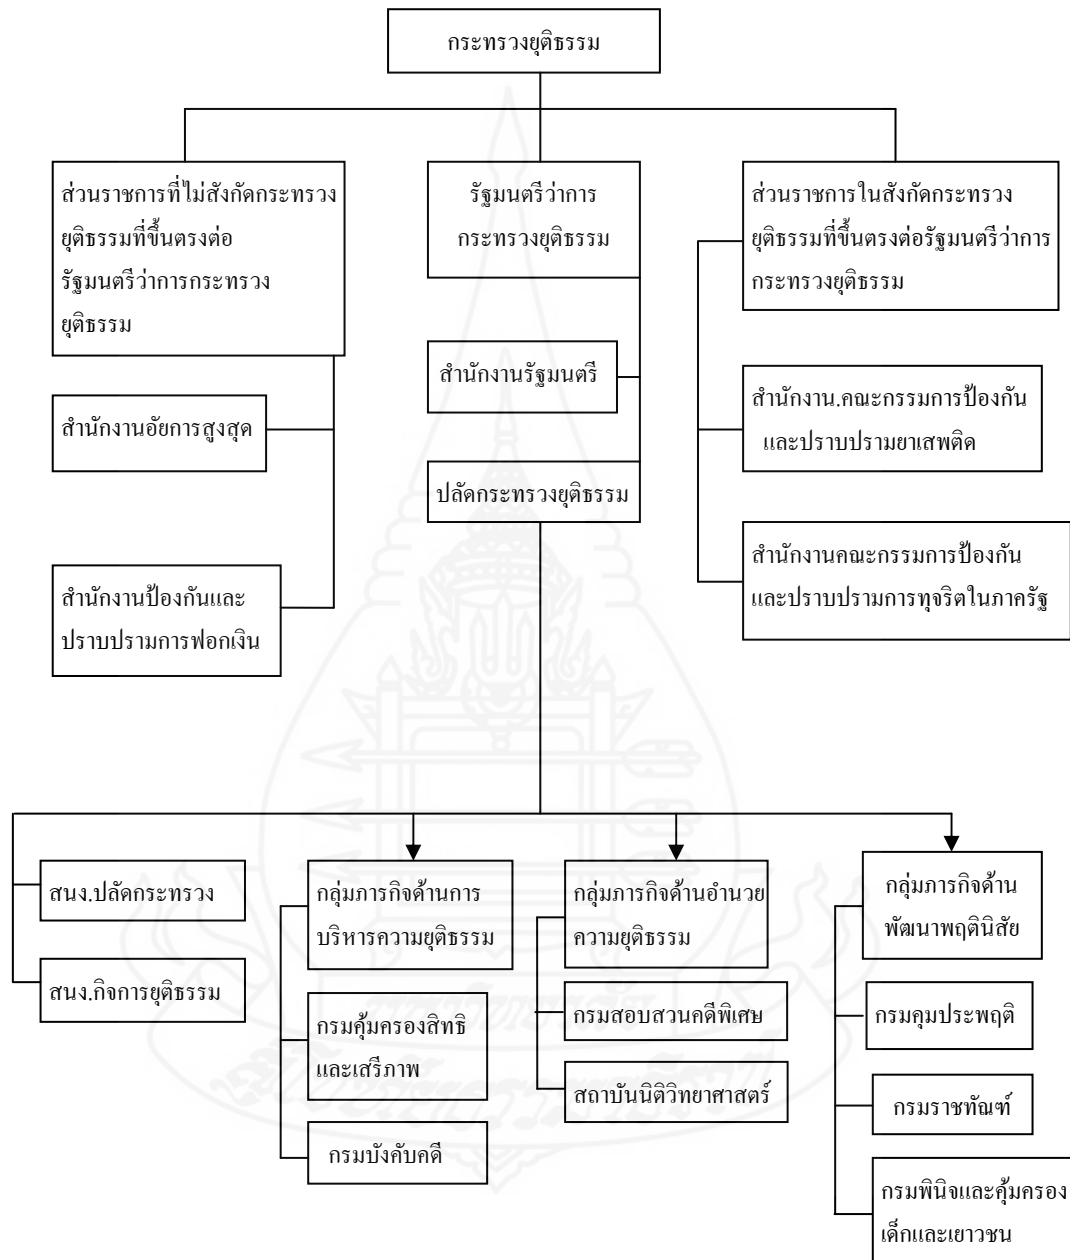 กระทรวงยุติธรรม
ส่วนราชการที่ไม่สังกัดกระทรวง
ยุติธรรมที่ขึ้นตรงต่อ
รัฐมนตรีว่าการกระทรวง
ยุติธรรม
สำนักงานอัยการสูงสุด
สำนักงานป้องกันและ
ปราบปรามการฟอกเงิน
รัฐมนตรีว่าการ
กระทรวงยุติธรรม
สำนักงานรัฐมนตรี
ปลัดกระทรวงยุติธรรม
ส่วนราชการในสังกัดกระทรวง
ยุติธรรมที่ขึ้นตรงต่อรัฐมนตรีว่าการ
กระทรวงยุติธรรม
สำนักงาน.คณะกรรมการป้องกัน
และปราบปรามยาเสพติด
สำนักงานคณะกรรมการป้องกัน
และปราบปรามการทุจริตในภาครัฐ
สนง.ปลัดกระทรวง
สนง.กิจการยุติธรรม
กลุ่มภารกิจด้านการ
บริหารความยุติธรรม
กรมคุ้มครองสิทธิ
และเสรีภาพ
กรมบังคับคดี
กลุ่มภารกิจด้านอำนวย
ความยุติธรรม
กรมสอบสวนคดีพิเศษ
สถาบันนิติวิทยาศาสตร์
กลุ่มภารกิจด้าน
พัฒนาพฤตินิสัย
กรมคุมประพฤติ
กรมราชทัณฑ์
กรมพินิจและคุ้มครอง
เด็กและเยาวชน